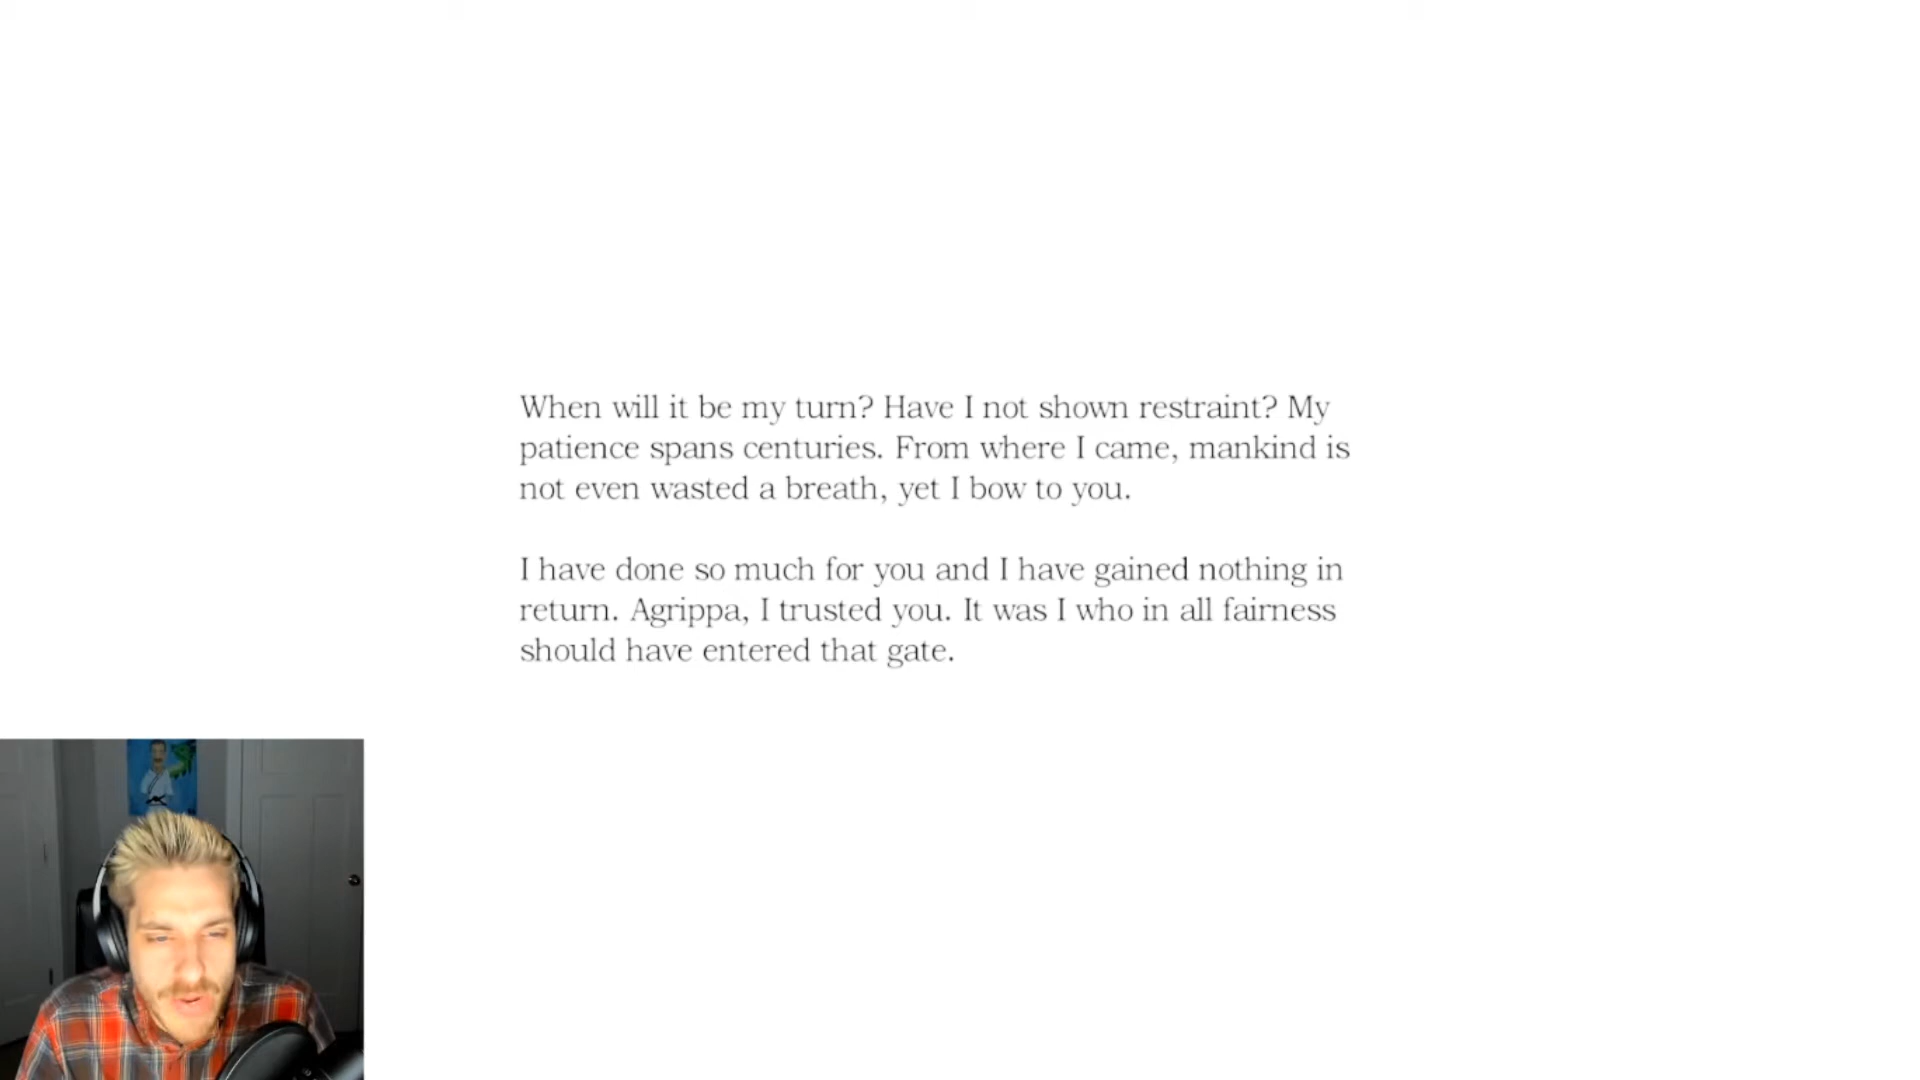 When will it be my turn? Have I not shown restraint? My
patience spans centuries. From where I came, mankind is
not even wasted a breath, yet I bow to you.
I have done so much for you and I have gained nothing in
return. Agrippa, I trusted you. It was I who in all fairness
should have entered that gate.